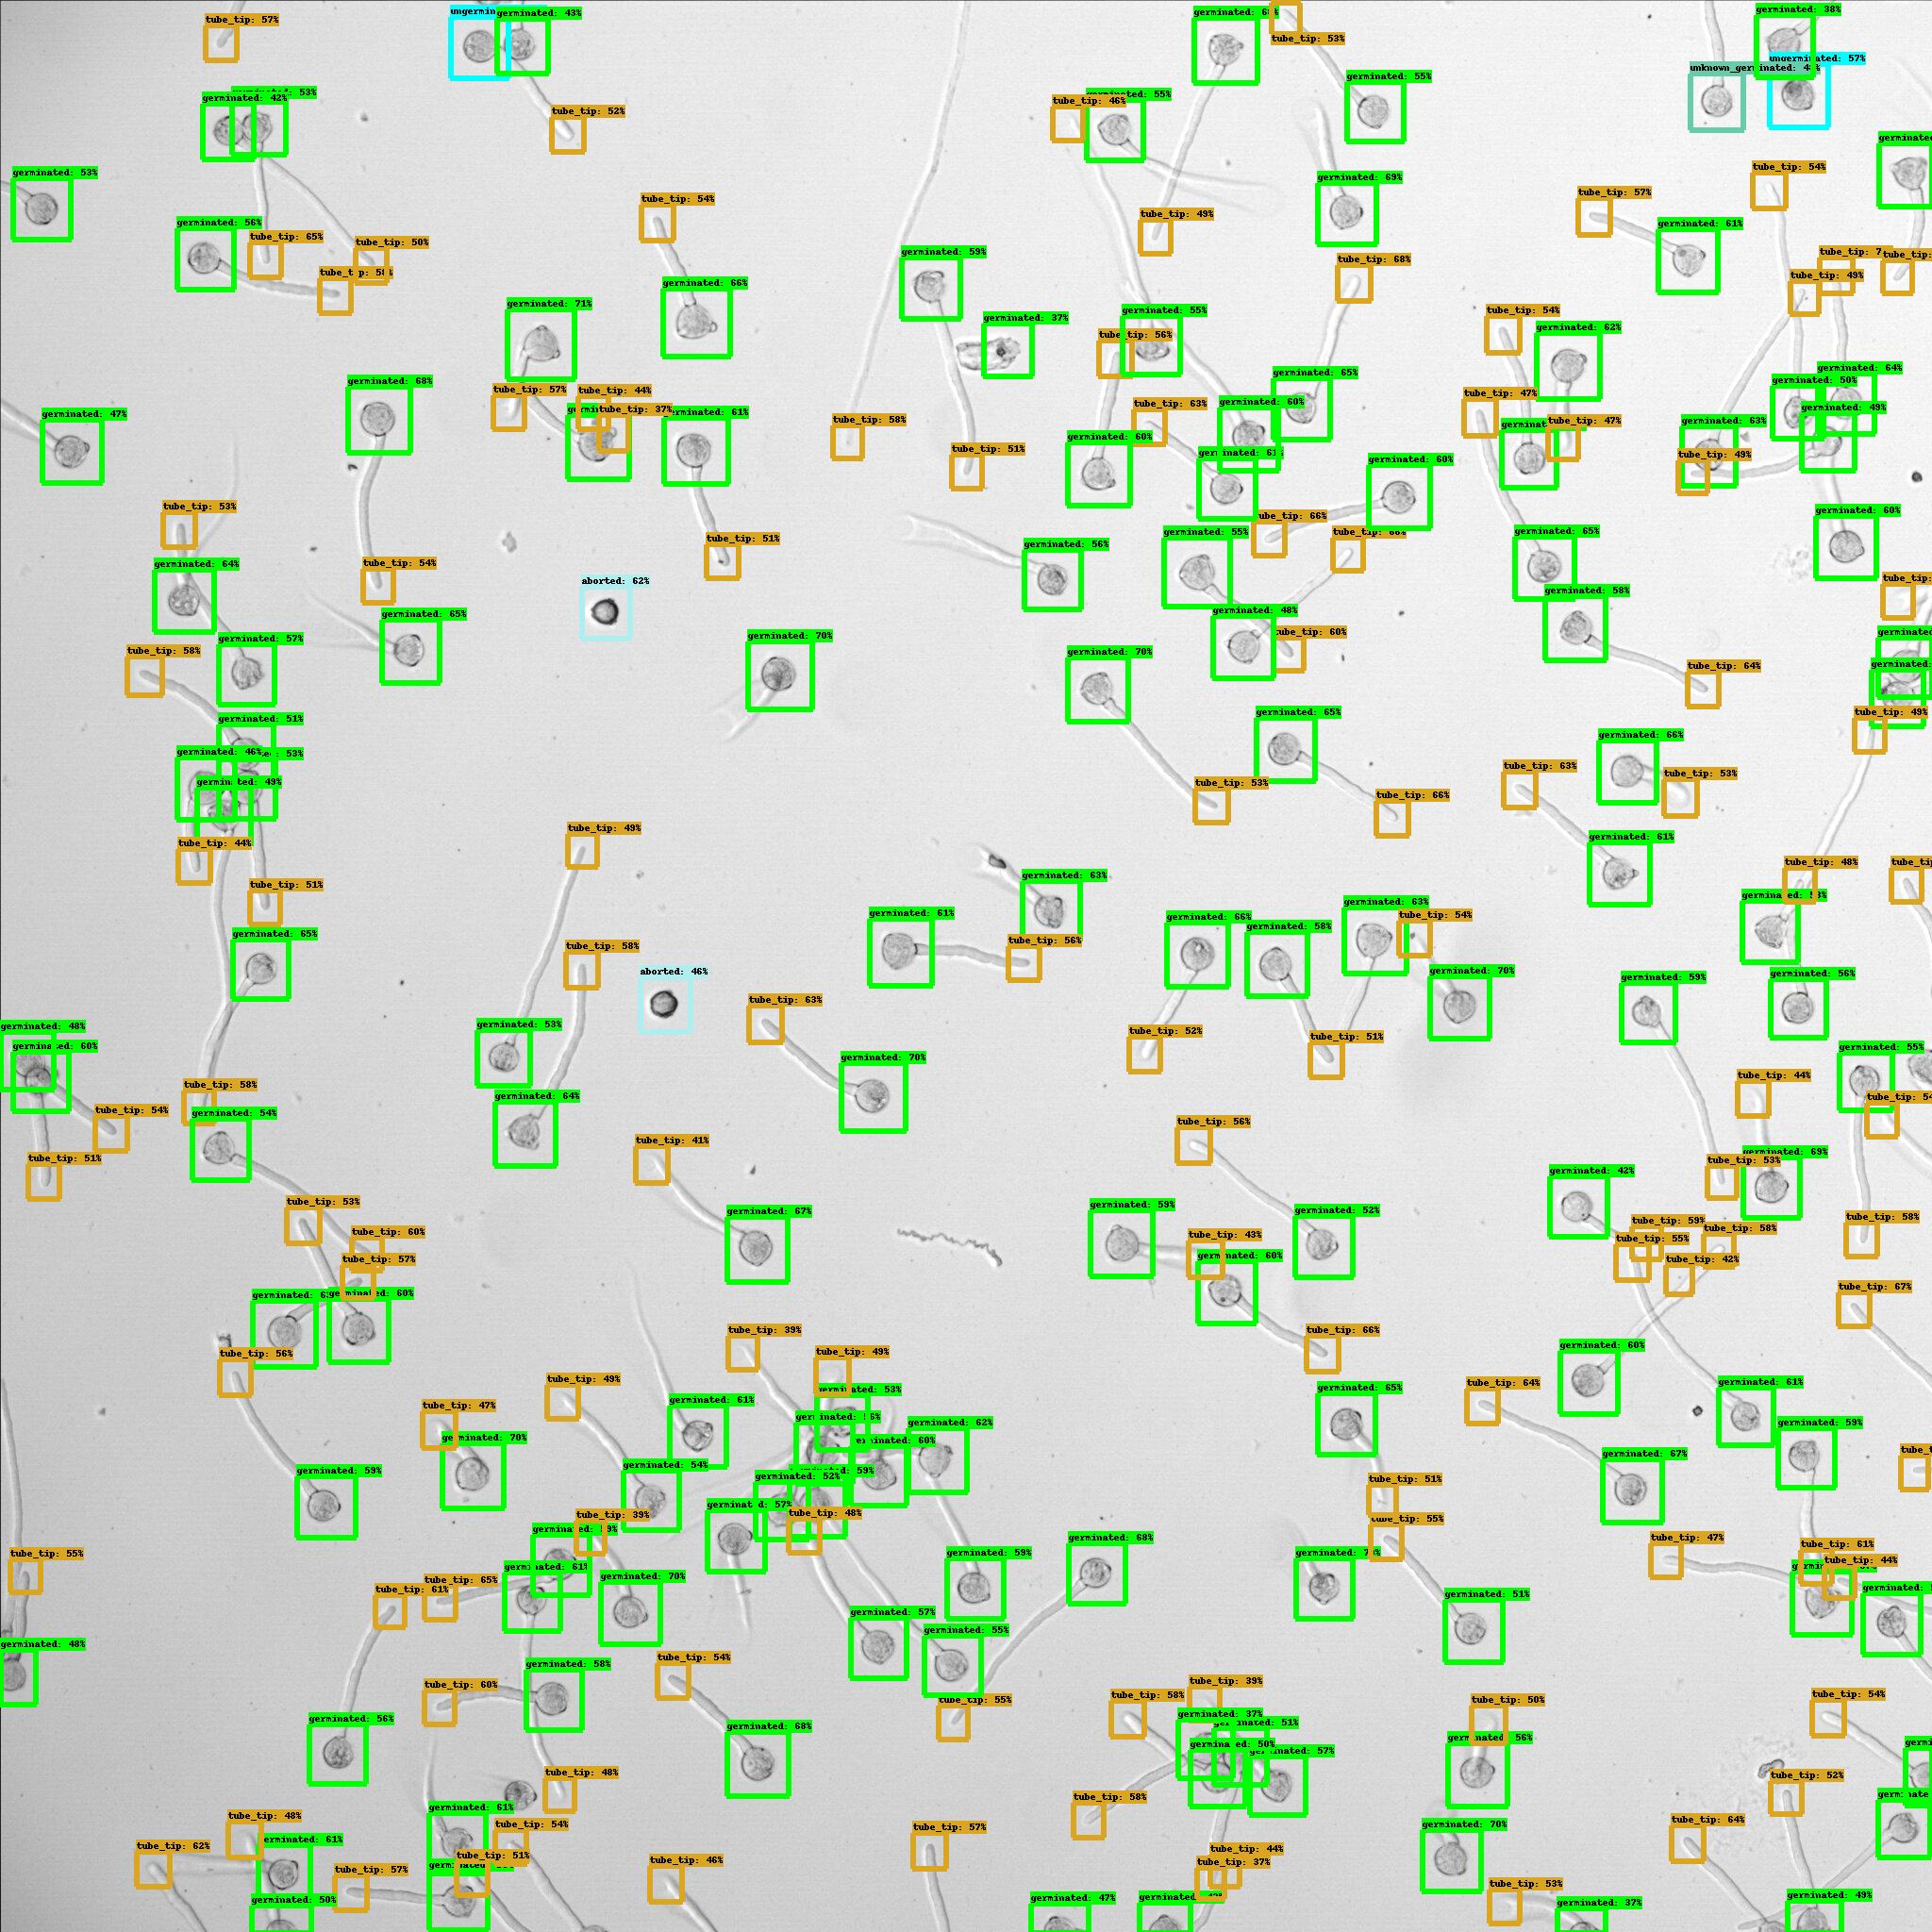 tube_tip: 57%
germinated: 43%
tube_tip: 53%
germinated: 38%
tube_tip: 52%
germinated: 55%
tube_tip: 46%
germinated: 55%
germinated: 42%
germinated: 53%
tube_tip: 54%
tube_tip: 57%
germinated: 69%
tube_tip: 54%
tube_tip: 49%
germinated: 56%
germinated: 61%
tube_tip: 65%
tube_tip: 50%
germinated: 59%
tube_tip: 68%
tube_tip: 49%
germinated: 66%
germinated: 71%
germinated: 37%
germinated: 55%
tube_tip: 54%
germinated: 62%
tube_tip: 56%
germinated: 68%
germinated: 65%
germinated: 64%
tube_tip: 57%
tube_tip: 44%
tube_tip: 47%
germinated: 47%
tube_tip: 37%
germinated: 61%
tube_tip: 58%
tube_tip: 63%
germinated: 60%
germinated: 49%
tube_tip: 47%
germinated: 63%
germinated: 60%
tube_tip: 51%
tube_tip: 49%
germinated: 60%
tube_tip: 53%
tube_tip: 66%
germinated: 60%
tube_tip: 51%
germinated: 56%
germinated: 55%
germinated: 65%
germinated: 64%
tube_tip: 54%
aborted: 62%
germinated: 58%
germinated: 65%
germinated: 48%
germinated: 57%
germinated: 70%
tube_tip: 60%
tube_tip: 58%
germinated: 70%
tube_tip: 64%
germinated: 51%
germinated: 65%
tube_tip: 49%
germinated: 66%
tube_tip: 63%
tube_tip: 53%
tube_tip: 53%
tube_tip: 66%
tube_tip: 49%
tube_tip: 44%
germinated: 61%
tube_tip: 48%
tube_tip: 51%
germinated: 63%
germinated: 61%
germinated: 66%
germinated: 58%
germinated: 63%
tube_tip: 54%
germinated: 65%
tube_tip: 58%
tube_tip: 56%
aborted: 46%
germinated: 70%
germinated: 59%
germinated: 56%
tube_tip: 63%
germinated: 48%
germinated: 60%
germinated: 53%
tube_tip: 52%
tube_tip: 51%
germinated: 55%
germinated: 70%
tube_tip: 44%
tube_tip: 58%
tube_tip: 54%
germinated: 54%
germinated: 64%
tube_tip: 56%
tube_tip: 41%
tube_tip: 51%
tube_tip: 53%
germinated: 69%
germinated: 42%
tube_tip: 53%
germinated: 67%
germinated: 59%
germinated: 52%
tube_tip: 58%
tube_tip: 60%
tube_tip: 43%
tube_tip: 59%
tube_tip: 58%
tube_tip: 57%
germinated: 60%
tube_tip: 55%
tube_tip: 42%
tube_tip: 67%
germinated: 60%
tube_tip: 39%
tube_tip: 66%
tube_tip: 56%
tube_tip: 49%
germinated: 60%
tube_tip: 49%
germinated: 53%
germinated: 65%
tube_tip: 64%
germinated: 61%
tube_tip: 47%
germinated: 61%
germinated: 62%
germinated: 59%
germinated: 70%
germinated: 59%
germinated: 54%
germinated: 52%
germinated: 67%
tube_tip: 51%
tube_tip: 39%
tube_tip: 48%
tube_tip: 55%
germinated: 68%
tube_tip: 47%
tube_tip: 61%
tube_tip: 55%
germinated: 59%
tube_tip: 44%
germinated: 61%
tube_tip: 65%
tube_tip: 61%
germinated: 70%
germinated: 51%
germinated: 57%
germinated: 55%
germinated: 48%
germinated: 58%
tube_tip: 54%
tube_tip: 60%
tube_tip: 55%
tube_tip: 39%
tube_tip: 58%
tube_tip: 50%
tube_tip: 54%
germinated: 56%
germinated: 68%
germinated: 37%
germinated: 51%
germinated: 50%
germinated: 57%
germinated: 56%
tube_tip: 48%
tube_tip: 52%
tube_tip: 58%
germinated: 61%
tube_tip: 48%
tube_tip: 54%
tube_tip: 57%
germinated: 70%
tube_tip: 64%
tube_tip: 62%
germinated: 61%
tube_tip: 51%
tube_tip: 46%
tube_tip: 44%
tube_tip: 37%
tube_tip: 57%
tube_tip: 53%
germinated: 50%
germinated: 47%
germinated: 37%
germinated: 49%